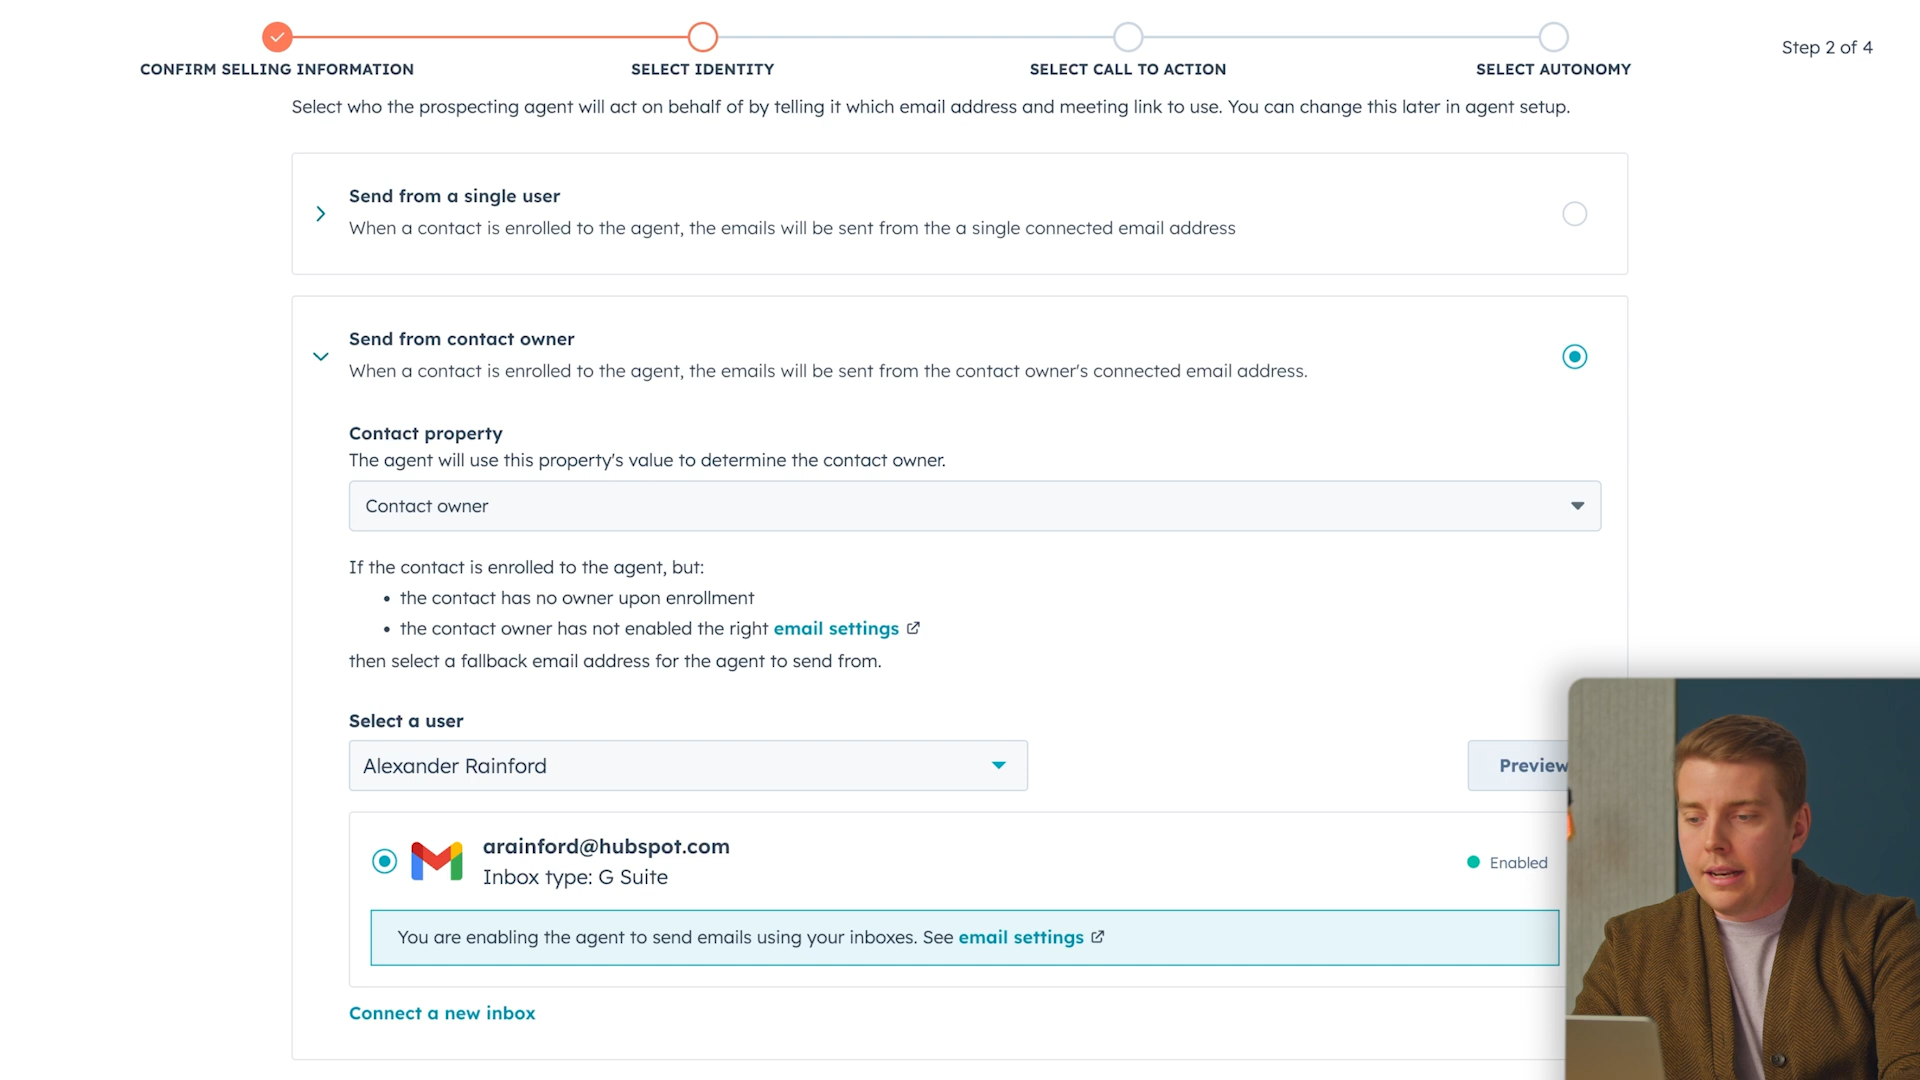 Step 2 of 4
CONFIRM SELLING INFORMATION
SELECT IDENTITY
SELECT CALL TO ACTION
SELECT AUTONOMY
Select who the prospecting agent will act on behalf of by telling it which email address and meeting link to use. You can change this later in agent setup.
Send from a single user
When a contact is enrolled to the agent, the emails will be sent from the a single connected email address
Send from contact owner
When a contact is enrolled to the agent, the emails will be sent from the contact owner's connected email address.
Contact property
The agent will use this property's value to determine the contact owner.
Contact owner
If the contact is enrolled to the agent, but:
• the contact has no owner upon enrollment
• the contact owner has not enabled the right email settings
then select a fallback email address for the agent to send from.
Select a user
Alexander Rainford
Preview
arainford@hubspot.com
Enabled
Inbox type: G Suite
You are enabling the agent to send emails using your inboxes. See email settings
Connect a new inbox